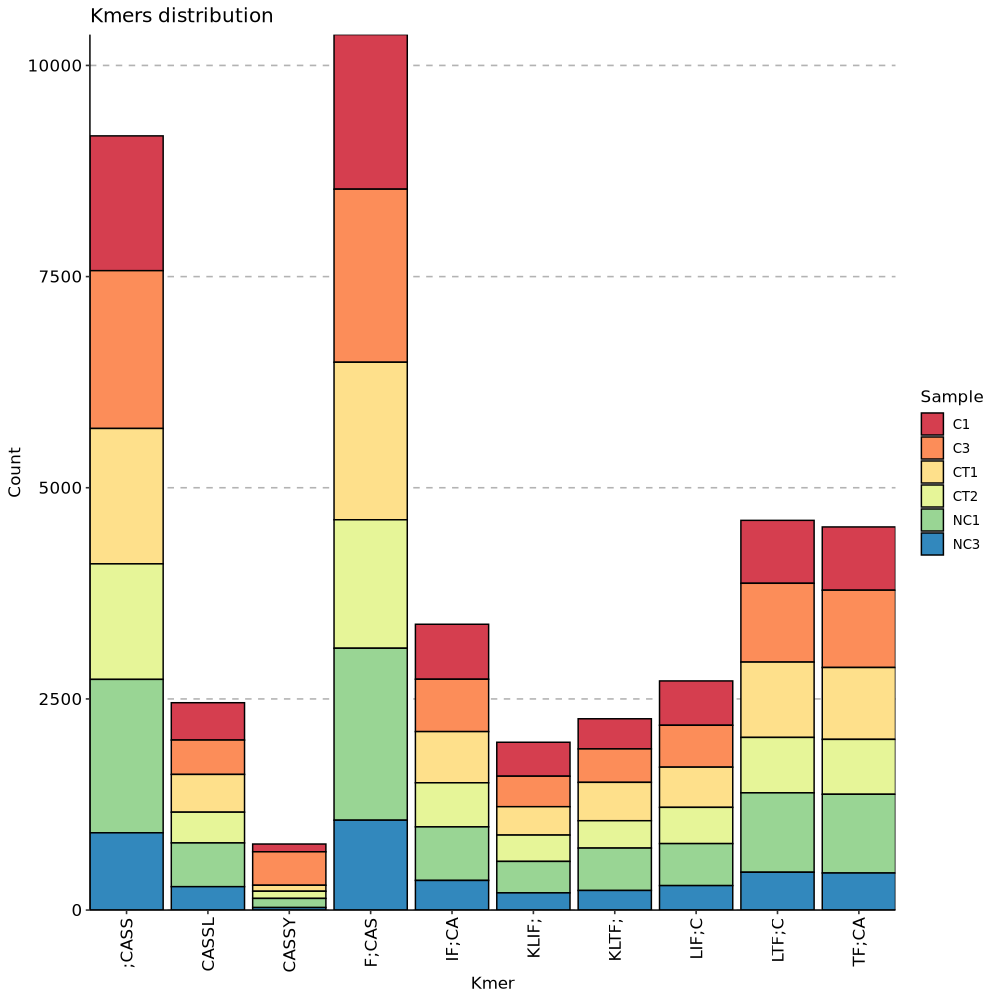 Kmers distribution
10000
7500
5000
2500
0
Count
;CASS
CASSL
CASSY
F;CAS
IF;CA
KLIF;
KLTF;
LIF;C
LTF;C
TF;CA
Kmer
Sample
C1
C3
CT1
CT2
NC1
NC3